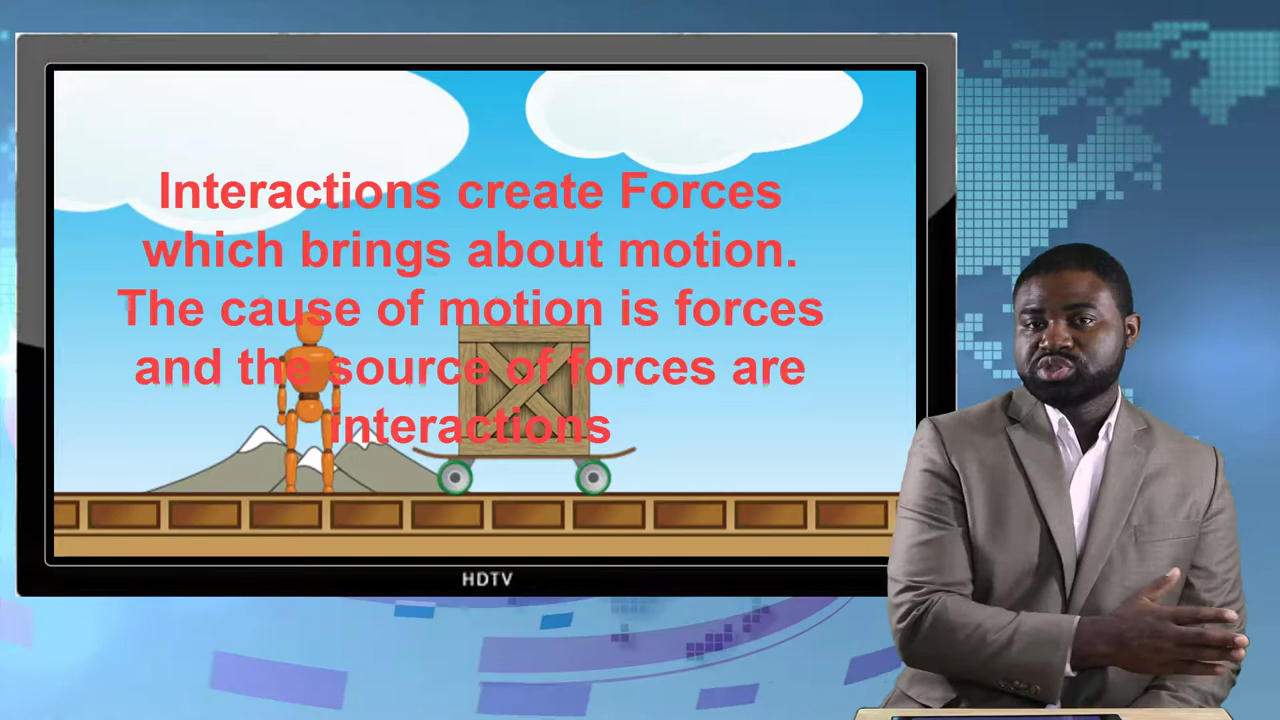 Interactions create Forces
which brings about motion.
The cause of motion is forces
and the source of forces are
interactions
HDTV